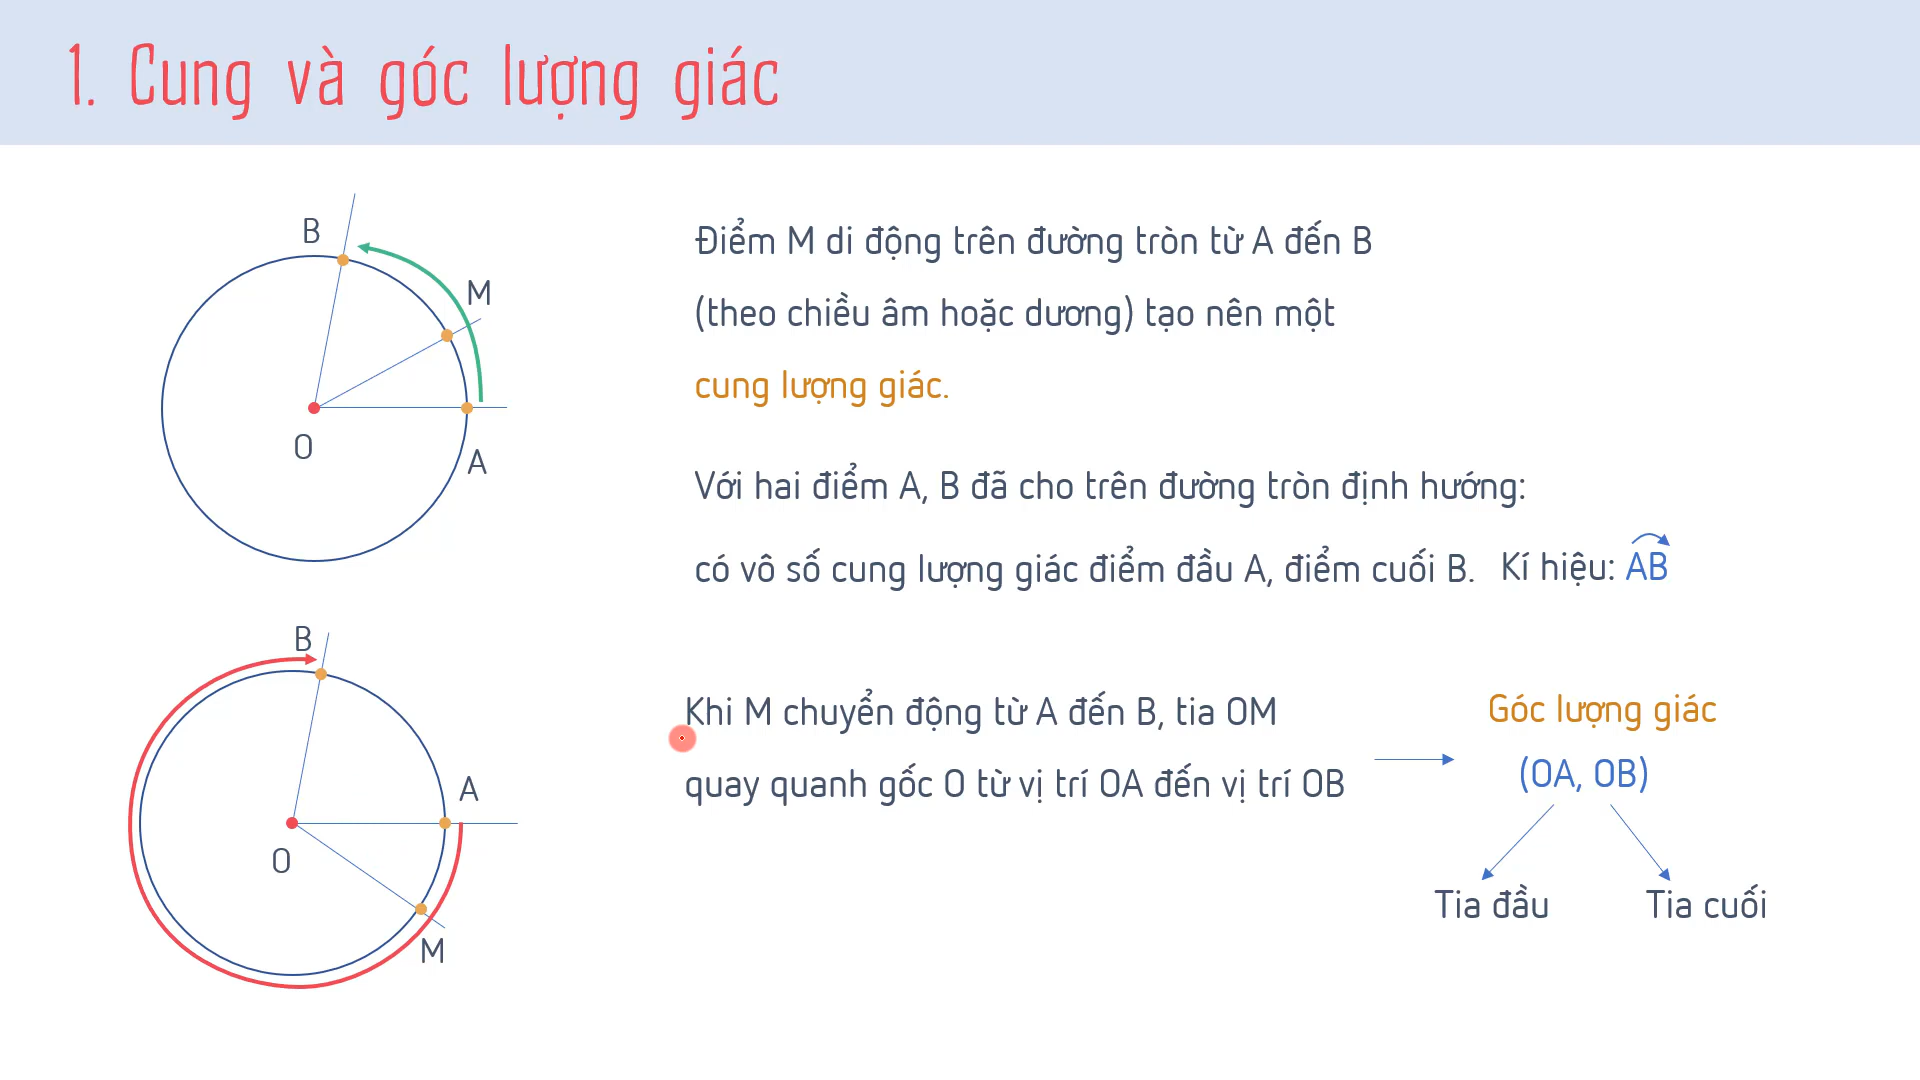 1. Cung và góc lượng giác
B
M
O
A
Điểm M di động trên đường tròn từ A đến B
(theo chiều âm hoặc dương) tạo nên một
cung lượng giác.
Với hai điểm A, B đã cho trên đường tròn định hướng:
có vô số cung lượng giác điểm đầu A, điểm cuối B. Kí hiệu: AB
B
A
O
M
Khi M chuyển động từ A đến B, tia OM
quay quanh gốc O từ vị trí OA đến vị trí OB
Góc lượng giác
(OA, OB)
Tia đầu
Tia cuối